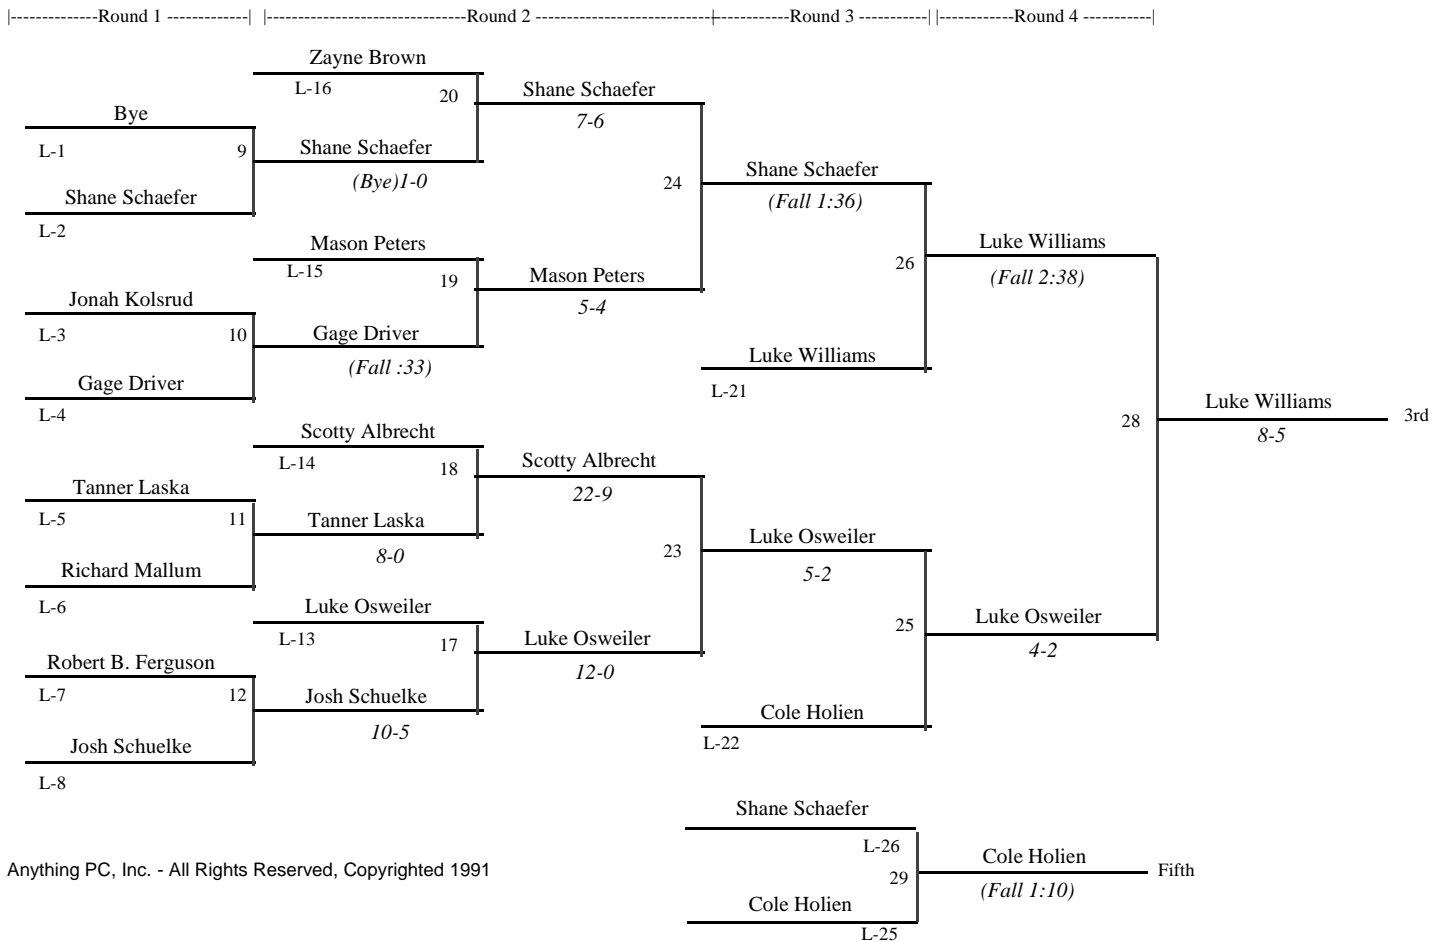 |--------------Round 1 -------------| |--------------------------------Round 2 ----------------------------+------------Round 3 -----------| |------------Round 4 -----------|
Zayne Brown
L-16
20
Shane Schaefer
7-6
Bye
L-1
9
Shane Schaefer
(Bye)1-0
24
Shane Schaefer
(Fall 1:36)
Shane Schaefer
L-2
Mason Peters
L-15
19
Mason Peters
5-4
26
Luke Williams
(Fall 2:38)
Jonah Kolsrud
L-3
10
Gage Driver
(Fall :33)
Luke Williams
L-21
Gage Driver
L-4
28
Luke Williams
8-5
3rd
Scotty Albrecht
L-14
18
Scotty Albrecht
22-9
Tanner Laska
L-5
11
Tanner Laska
8-0
23
Luke Osweiler
5-2
Richard Mallum
L-6
Luke Osweiler
L-13
17
Luke Osweiler
12-0
25
Luke Osweiler
4-2
Robert B. Ferguson
L-7
12
Josh Schuelke
10-5
Cole Holien
L-22
Josh Schuelke
L-8
Shane Schaefer
L-26
29
Cole Holien
(Fall 1:10)
Fifth
Cole Holien
L-25
Anything PC, Inc. - All Rights Reserved, Copyrighted 1991